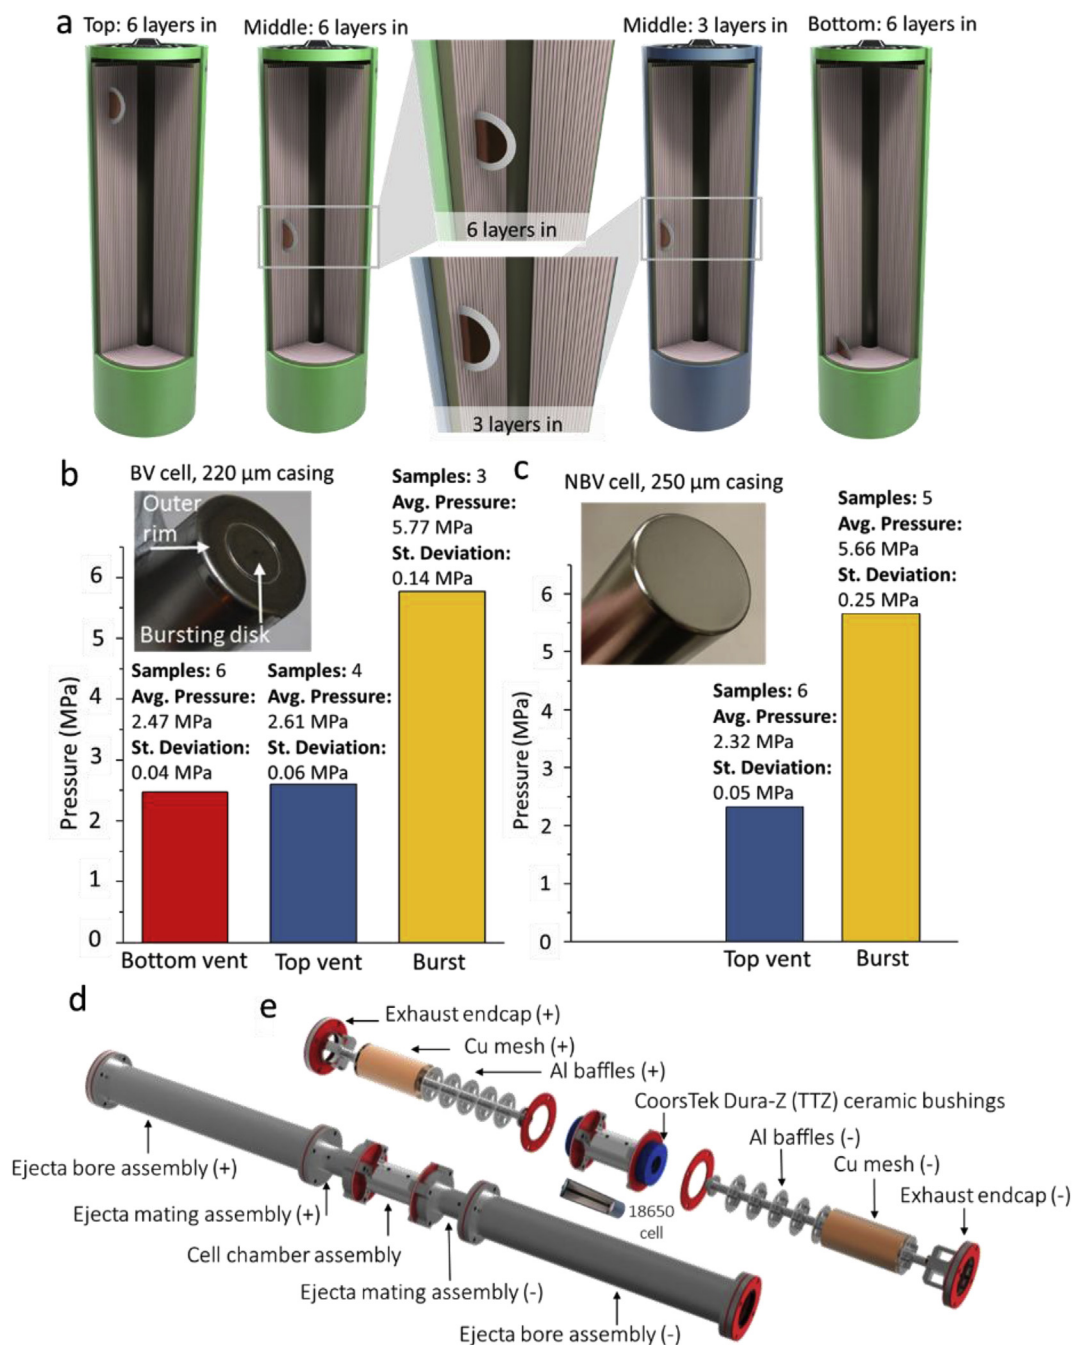 a
Top: 6 layers in
Middle: 6 layers in
Middle: 3 layers in
Bottom: 6 layers in
6 layers in
3 layers in
b
BV cell, 220 µm casing
Outer
rim
Bursting disk
Samples: 3
Avg. Pressure:
5.77 MPa
St. Deviation:
0.14 MPa
Samples: 6
Avg. Pressure:
2.47 MPa
St. Deviation:
0.04 MPa
Samples: 4
Avg. Pressure:
2.61 MPa
St. Deviation:
0.06 MPa
Pressure (MPa)
6
5
4
3
2
1
0
Bottom vent
Top vent
Burst
c
NBV cell, 250 µm casing
Samples: 5
Avg. Pressure:
5.66 MPa
St. Deviation:
0.25 MPa
Samples: 6
Avg. Pressure:
2.32 MPa
St. Deviation:
0.05 MPa
Pressure (MPa)
6
5
4
3
2
1
0
Top vent
Burst
d
Ejecta bore assembly (+)
Ejecta mating assembly (+)
Cell chamber assembly
Ejecta mating assembly (-)
Ejecta bore assembly (-)
e
Exhaust endcap (+)
Cu mesh (+)
Al baffles (+)
CoorsTek Dura-Z (TTZ) ceramic bushings
Al baffles (-)
Cu mesh (-)
Exhaust endcap (-)
18650
cell